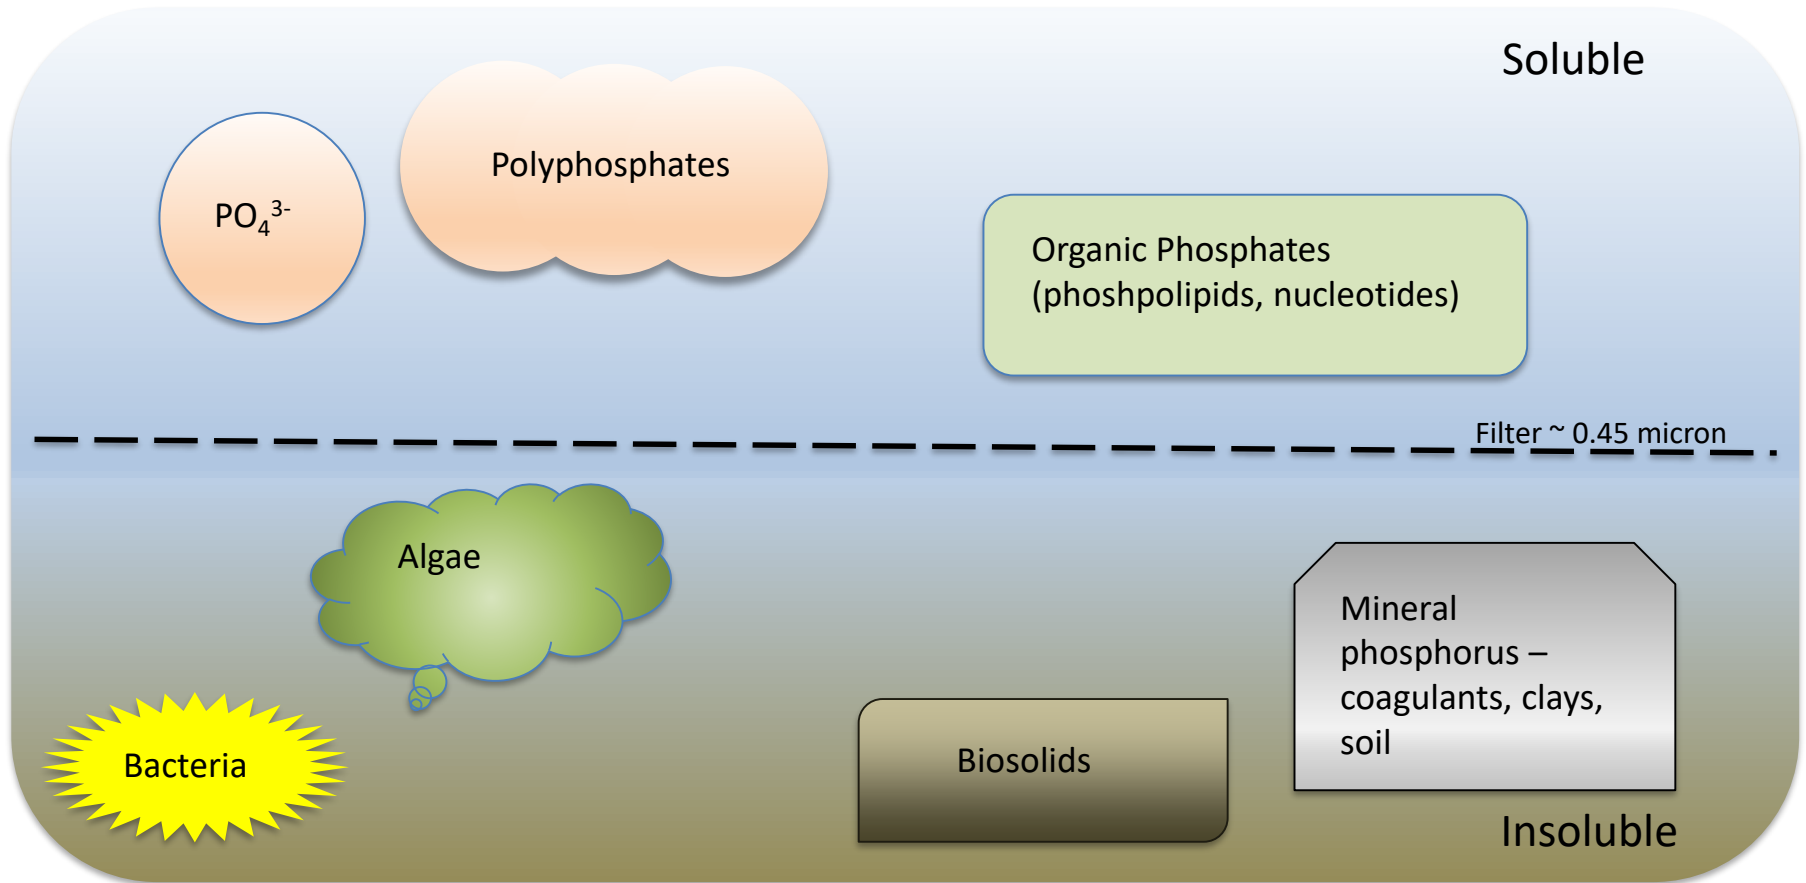 Soluble
Polyphosphates
PO₄³⁻
Organic Phosphates
(phoshpolipids, nucleotides)
Filter ~ 0.45 micron
Algae
Mineral
phosphorus –
coagulants, clays,
soil
Bacteria
Biosolids
Insoluble